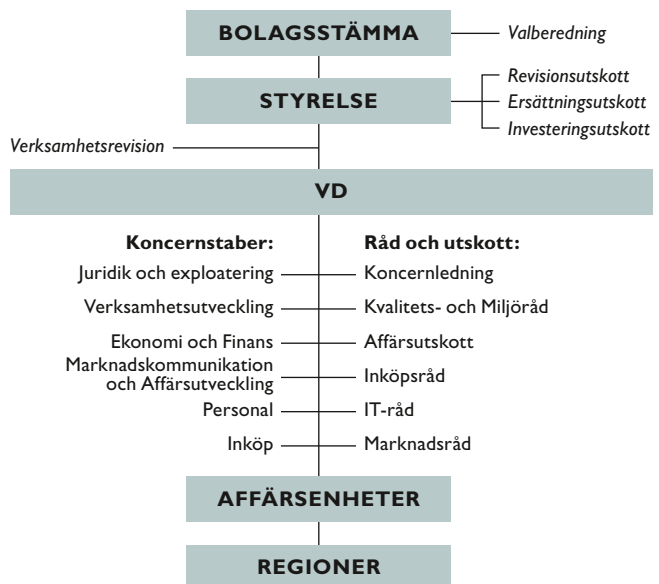 BOLAGSSTÄMMA
Valberedning
STYRELSE
Revisionsutskott
Ersättningsutskott
Investeringsutskott
Verksamhetsrevision
VD
Koncernstaber:
Juridik och exploatering
Verksamhetsutveckling
Ekonomi och Finans
Marknadskommunikation
och Affärsutveckling
Personal
Inköp
Råd och utskott:
Koncernledning
Kvalitets- och Miljöråd
Affärsutskott
Inköpsråd
IT-råd
Marknadsråd
AFFÄRSENHETER
REGIONER